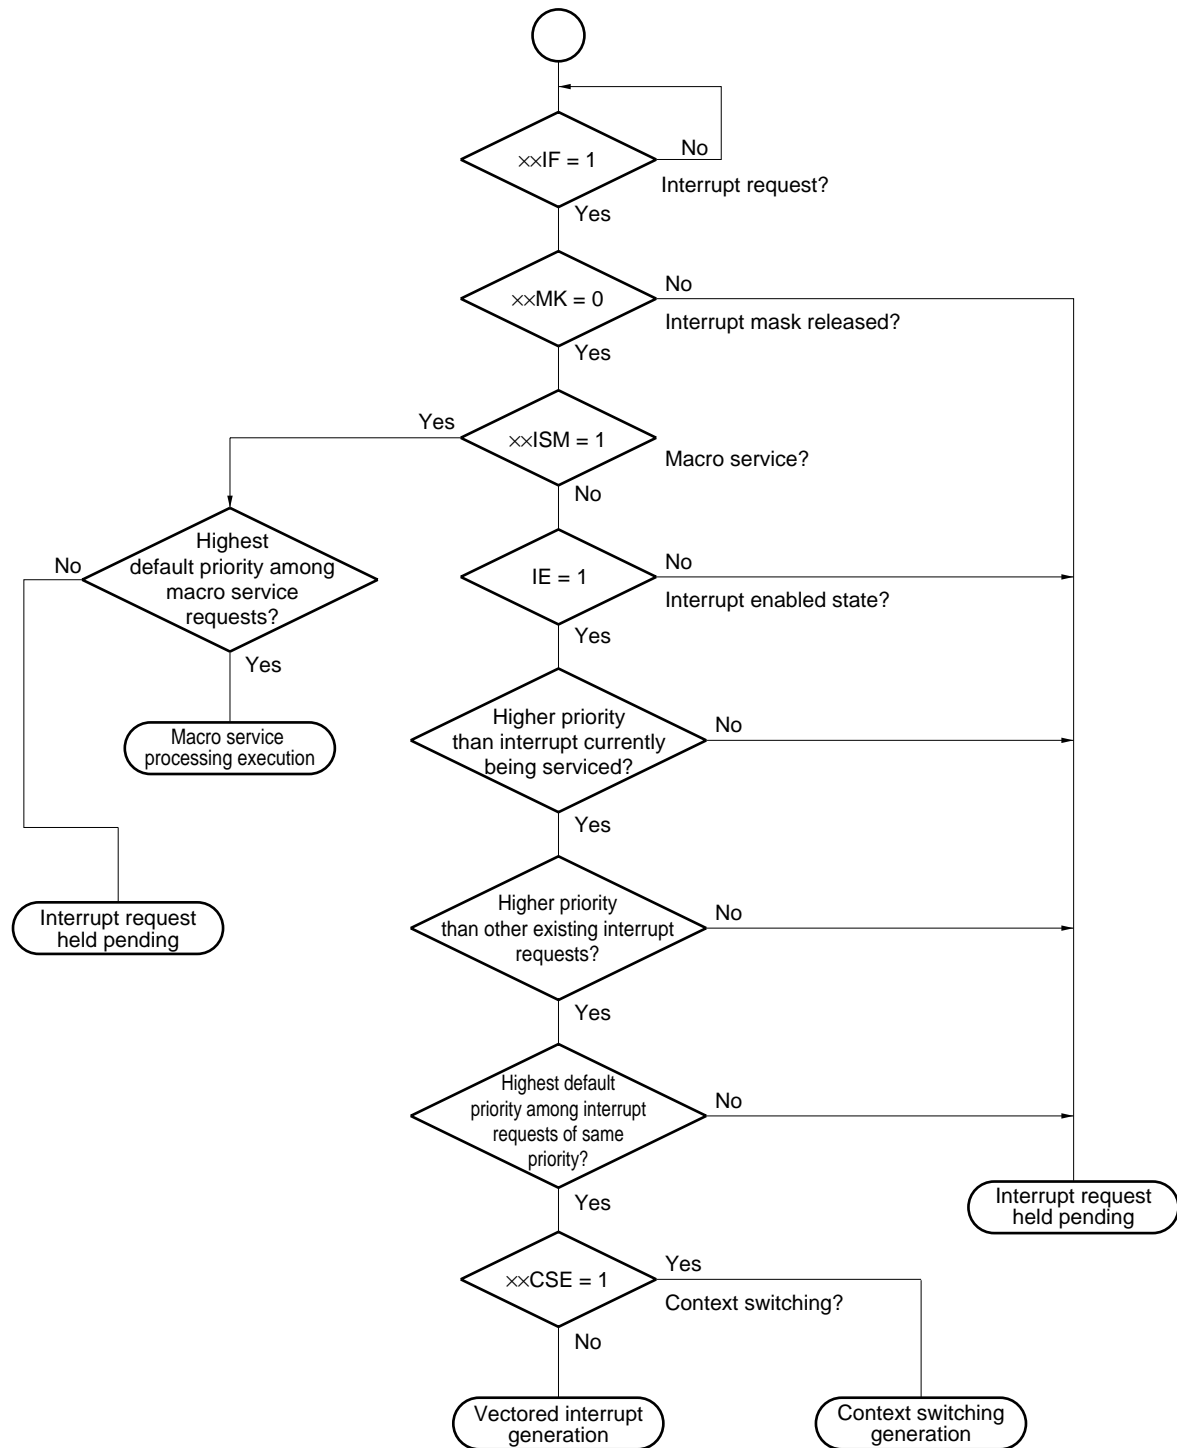 ××IF = 1
No
Interrupt request?
Yes
××MK = 0
No
Interrupt mask released?
Yes
Yes
××ISM = 1
Macro service?
No
Highest
default priority among
macro service
requests?
No
Yes
IE = 1
No
Interrupt enabled state?
Yes
Macro service
processing execution
Higher priority
than interrupt currently
being serviced?
No
Yes
Interrupt request
held pending
Higher priority
than other existing interrupt
requests?
No
Yes
Highest default
priority among interrupt
requests of same
priority?
No
Yes
Interrupt request
held pending
××CSE = 1
Yes
Context switching?
No
Vectored interrupt
generation
Context switching
generation